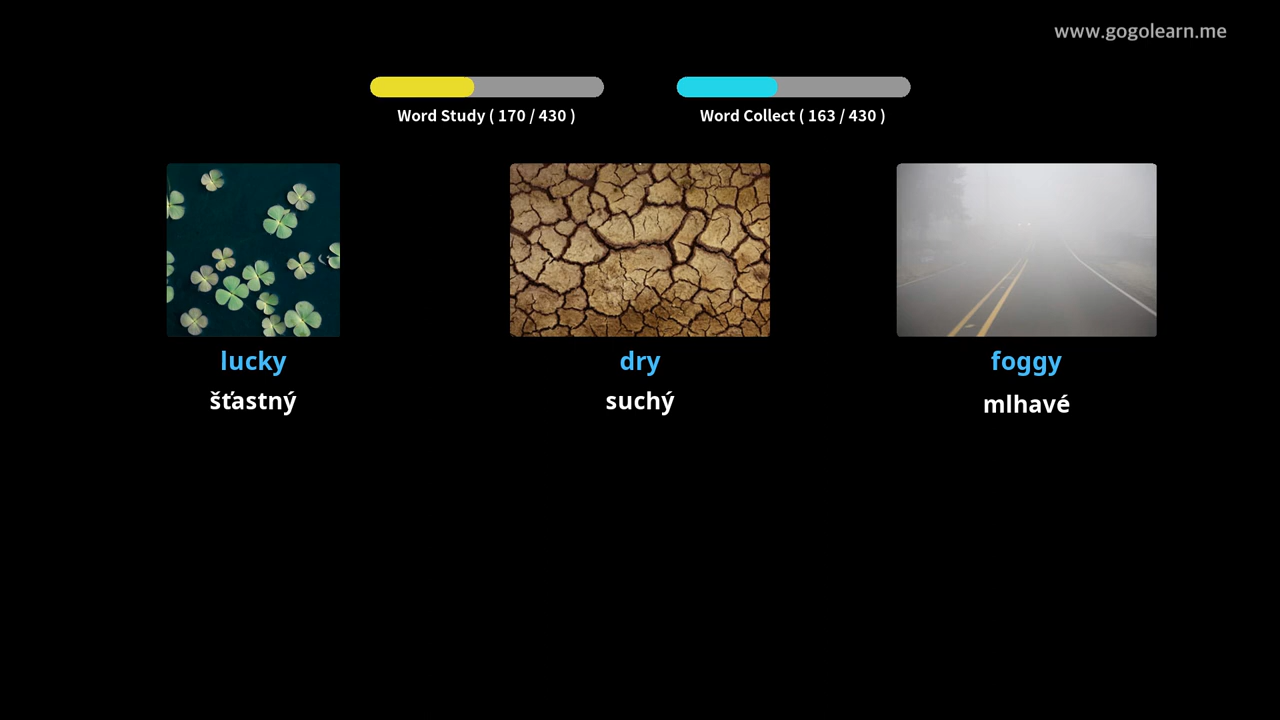 www.gogolearn.me
Word Study ( 170 / 430 )
Word Collect ( 163 / 430 )
lucky
šťastný
dry
suchý
foggy
mlhavé